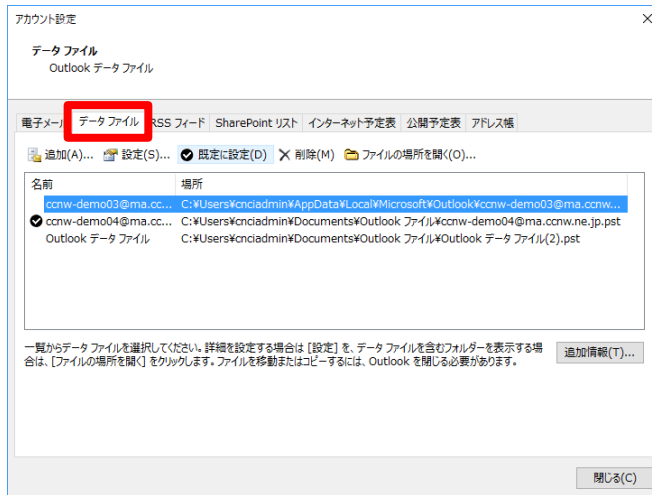 アカウント設定
データ ファイル
Outlook データ ファイル
電子メール データ ファイル RSS フィード SharePoint リスト インターネット予定表 公開予定表 アドレス帳
追加(A)... 設定(S)... 既定に設定(D) 削除(M) ファイルの場所を開く(O)...
名前 場所
ccnw-demo03@ma.cc... C:¥Users¥cnciadmin¥AppData¥Local¥Microsoft¥Outlook¥ccnw-demo03@ma.ccnw...
ccnw-demo04@ma.cc... C:¥Users¥cnciadmin¥Documents¥Outlook ファイル¥ccnw-demo04@ma.ccnw.ne.jp.pst
Outlook データ ファイル C:¥Users¥cnciadmin¥Documents¥Outlook ファイル¥Outlook データ ファイル(2).pst
一覧からデータ ファイルを選択してください。詳細を設定する場合は [設定] を、データ ファイルを含むフォルダーを表示する場
合は、[ファイルの場所を開く] をクリックします。ファイルを移動またはコピーするには、Outlook を閉じる必要があります。
追加情報(T)...
閉じる(C)